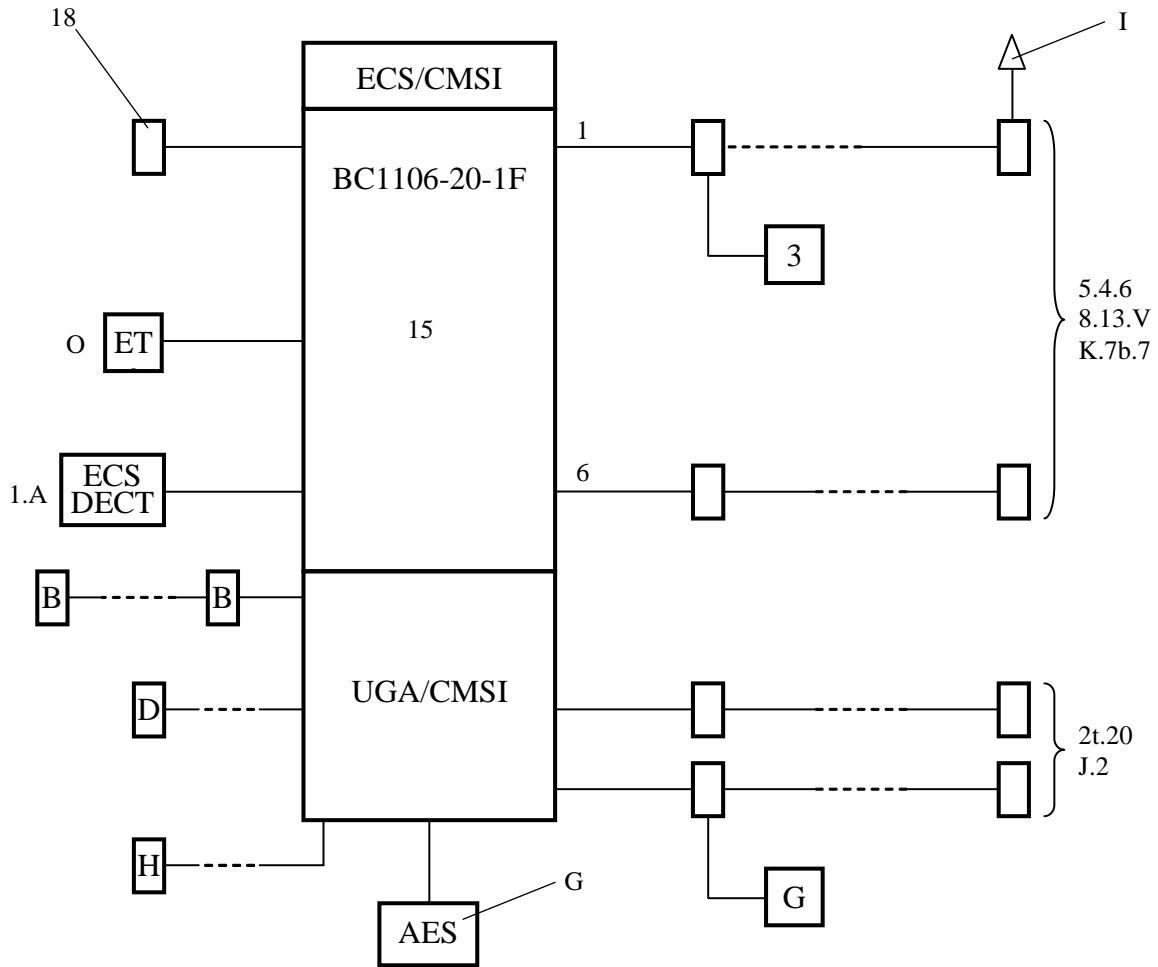 18
I
ECS/CMSI
1
BC1106-20-1F
3
15
5.4.6
8.13.V
K.7b.7
O
ET
ECS
DECT
1.A
6
B
B
D
UGA/CMSI
2t.20
J.2
H
G
AES
G